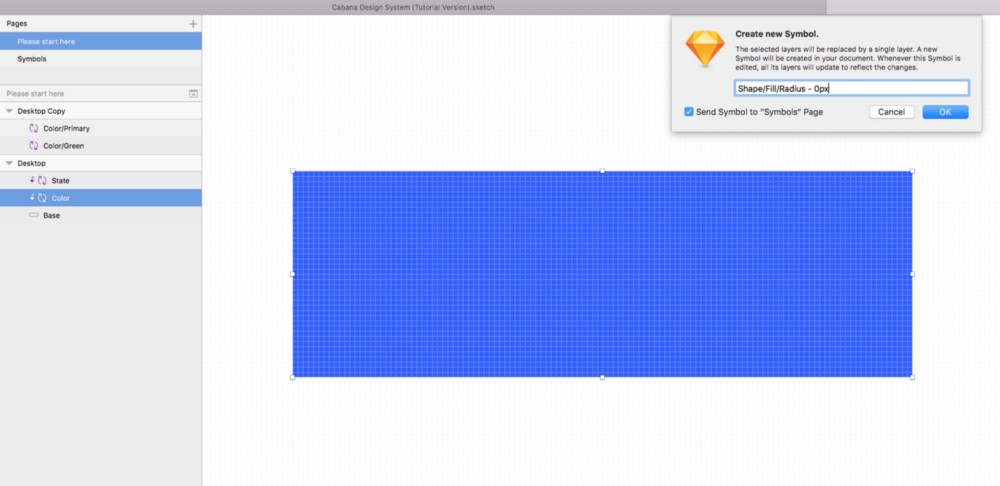 Cabana Design System (Tutorial Version).sketch
Pages
Please start here
Symbols
Please start here
Desktop Copy
Color/Primary
Color/Green
Desktop
State
Color
Base
Create new Symbol.
The selected layers will be replaced by a single layer. A new
Symbol will be created in your document. Whenever this Symbol is
edited, all its layers will update to reflect the changes.
Shape/Fill/Radius - 0px
Send Symbol to “Symbols” Page
Cancel
OK